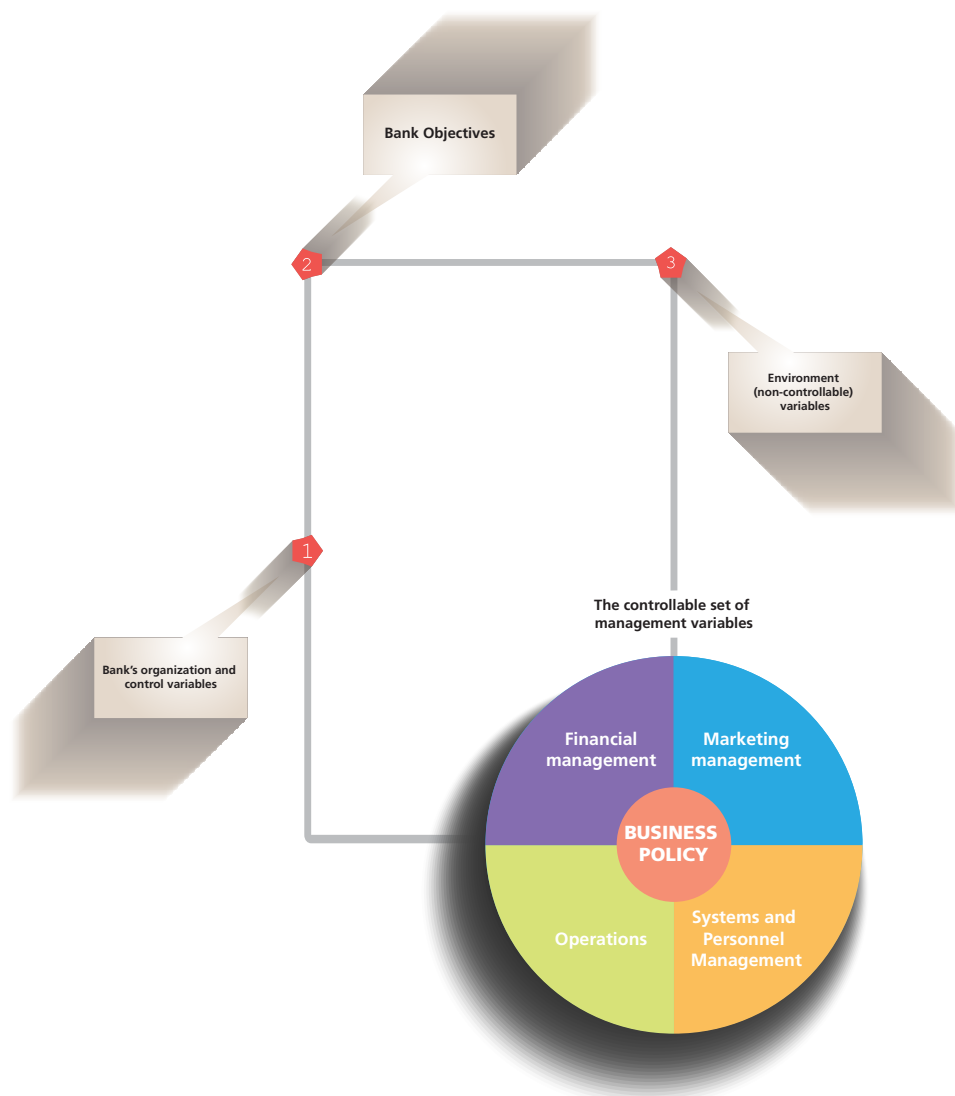 Bank Objectives
2
3
Environment
(non-controllable)
variables
1
Bank's organization and
control variables
The controllable set of
management variables
Financial
management
Marketing
management
BUSINESS
POLICY
Operations
Systems and
Personnel
Management